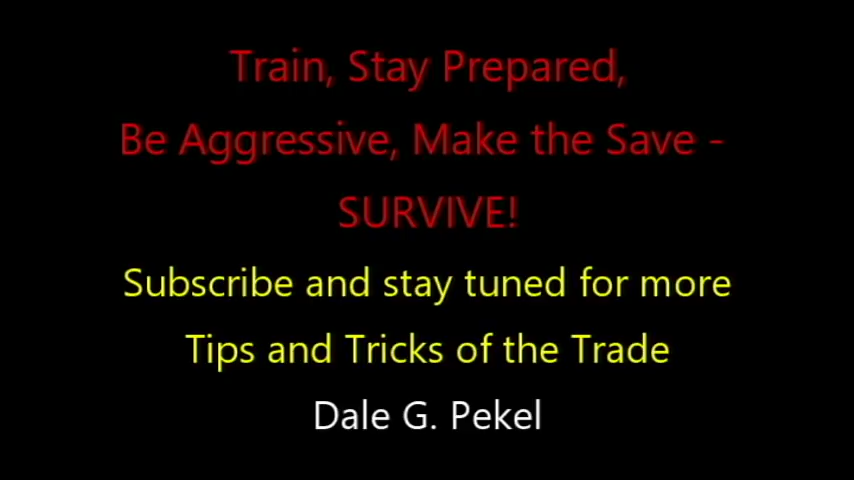 Train, Stay Prepared,
Be Aggressive, Make the Save -
SURVIVE!
Subscribe and stay tuned for more
Tips and Tricks of the Trade
Dale G. Pekel